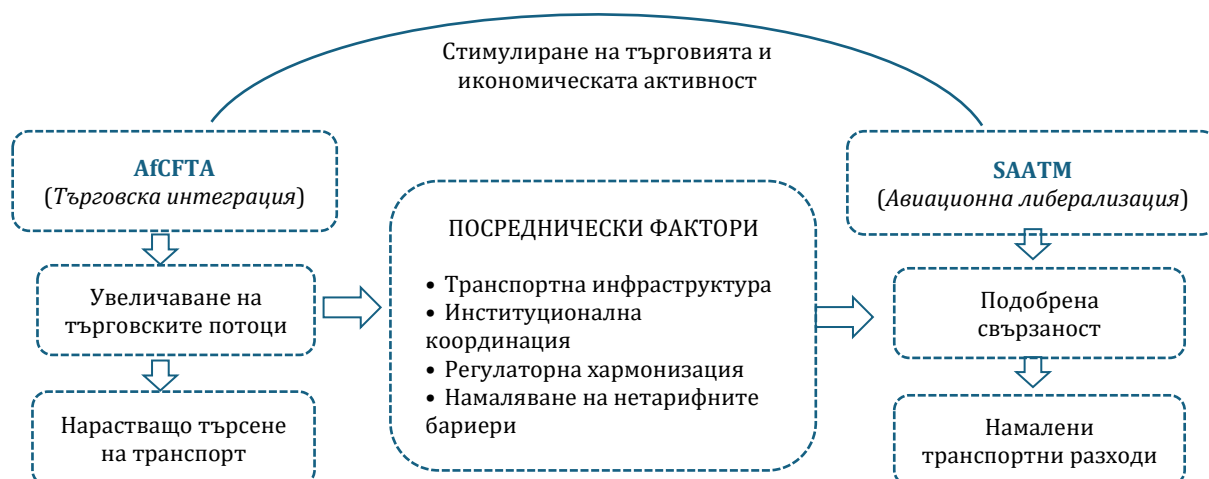 Стимулиране на търговията и
икономическата активност
AfCFTA
(Търговска интеграция)
Увеличаване на
търговските потоци
Нарастващо търсене
на транспорт
ПОСРЕДНИЧЕСКИ ФАКТОРИ
• Транспортна инфраструктура
• Институционална
координация
• Регулаторна хармонизация
• Намаляване на нетарифните
бариери
SAATM
(Авиационна либерализация)
Подобрена
свързаност
Намалени
транспортни разходи